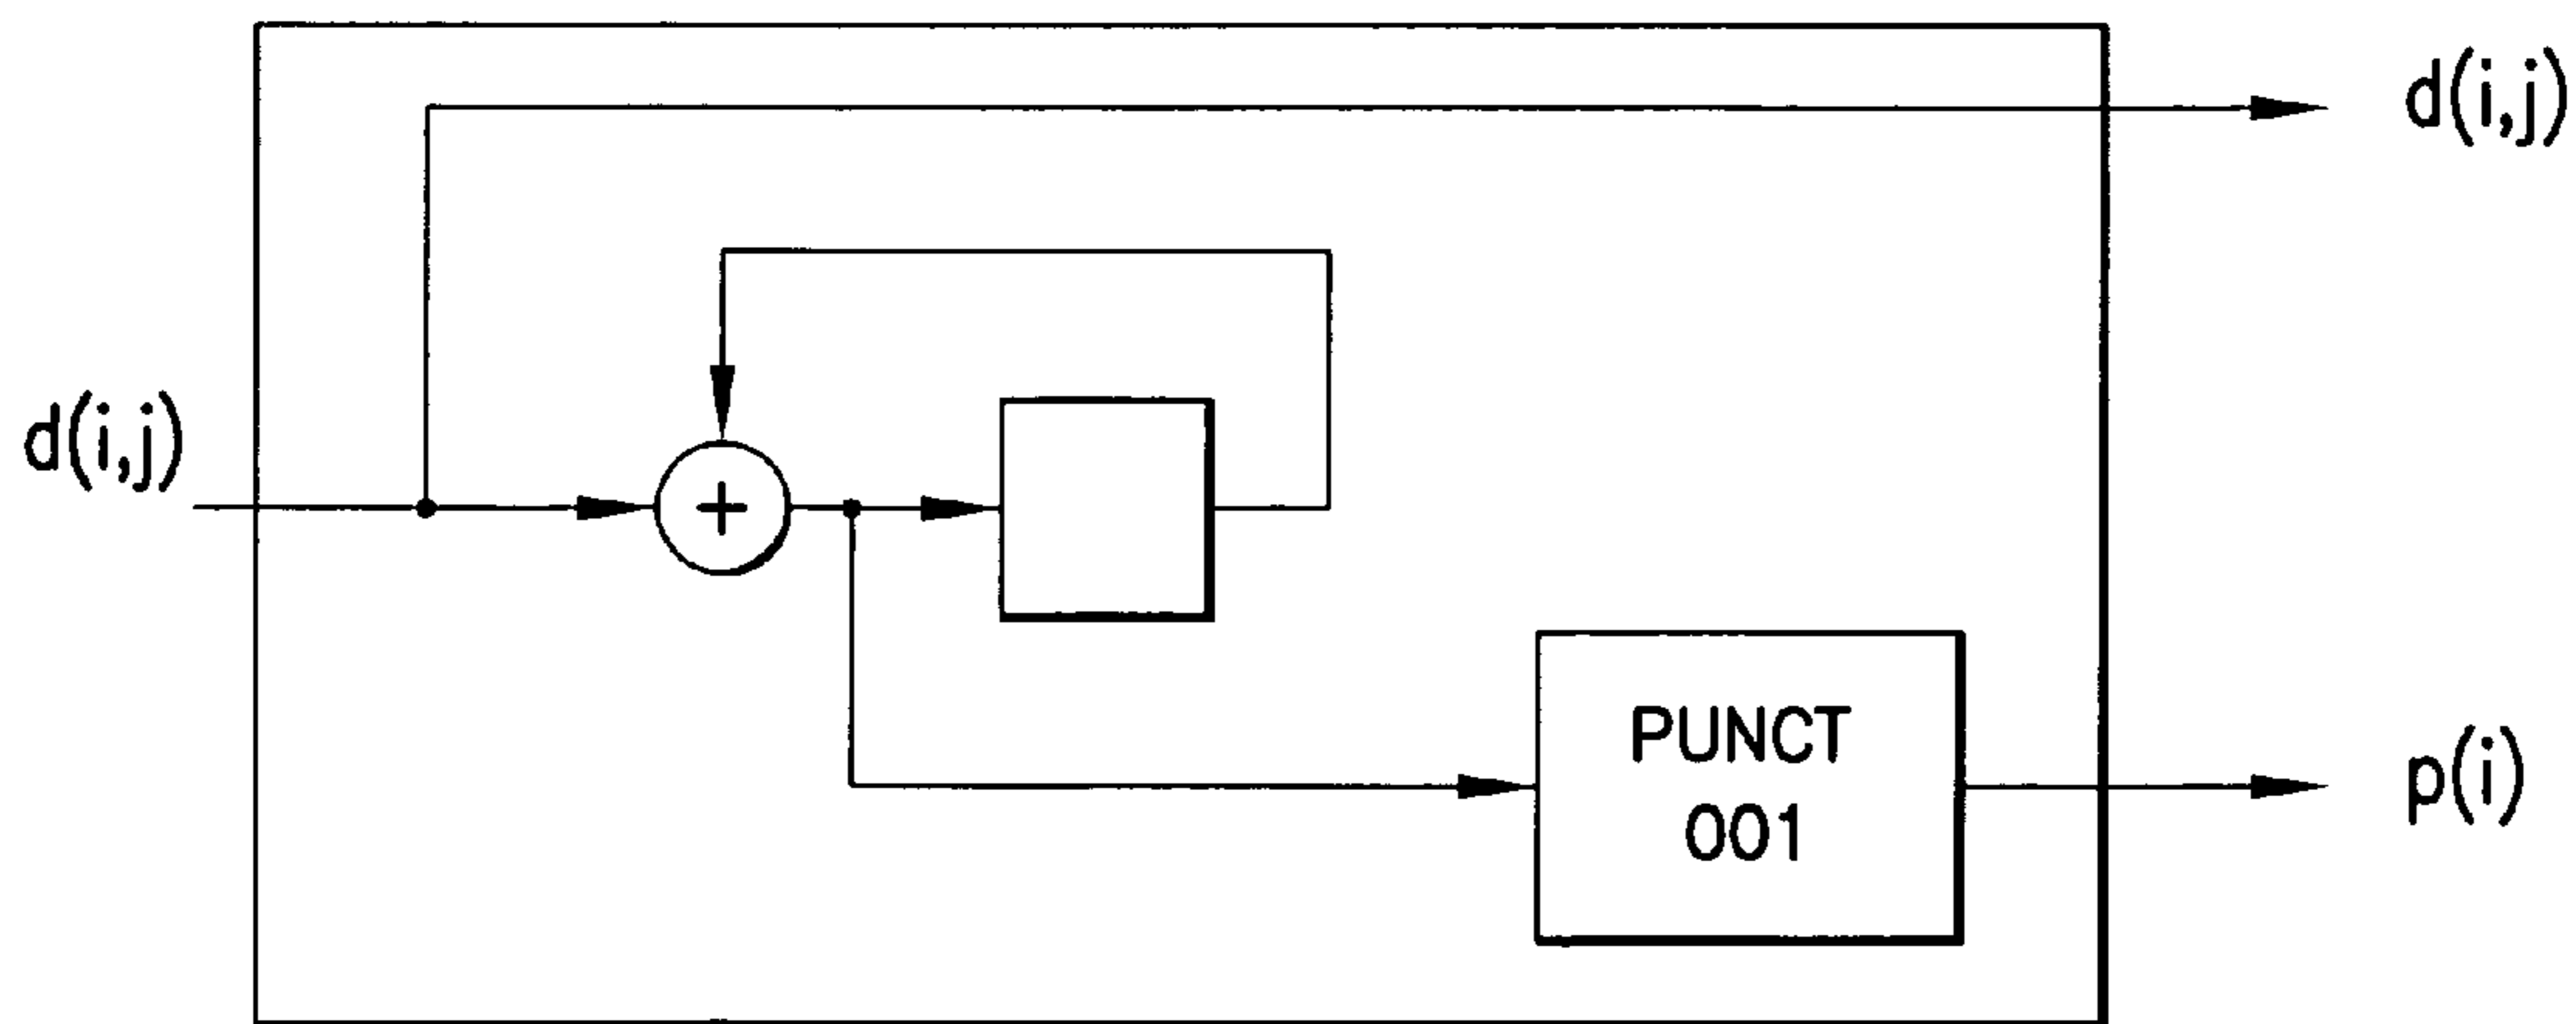 d(i,j)
d(i,j)
+
PUNCT
001
p(i)